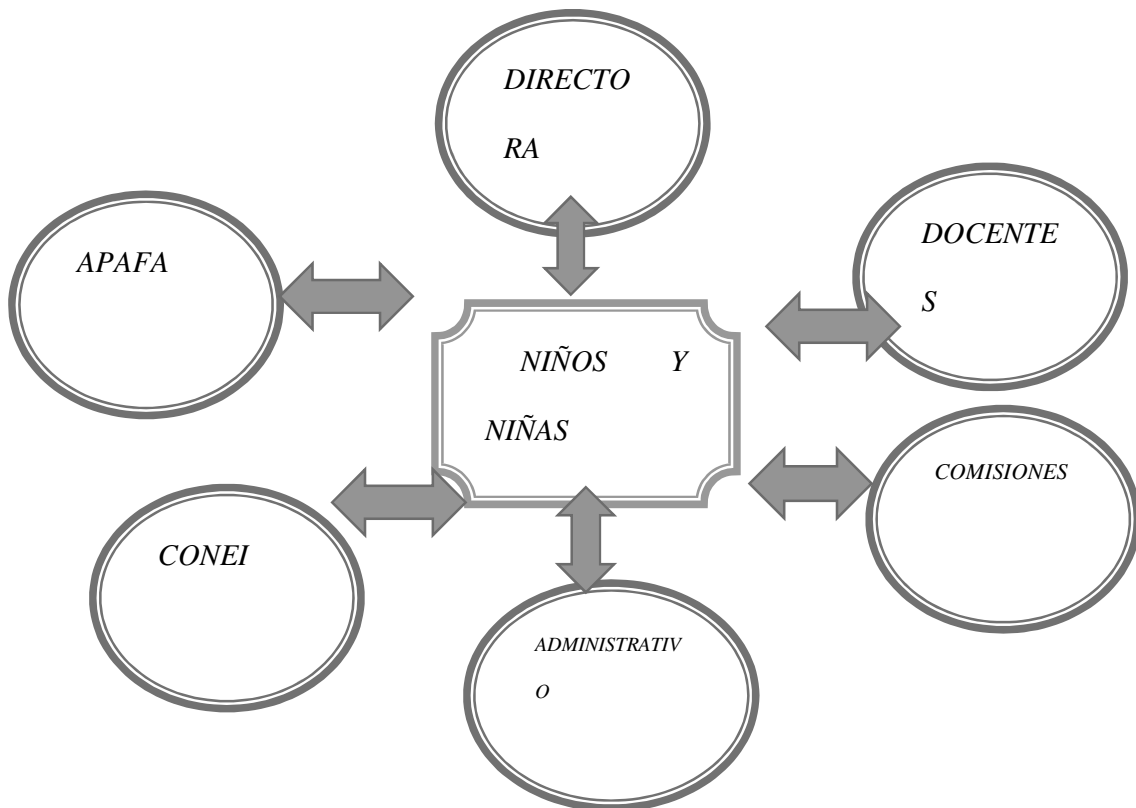 DIRECTO
RA
APAFA
DOCENTE
S
NIÑOS Y
NIÑAS
COMISIONES
CONEI
ADMINISTRATIV
O